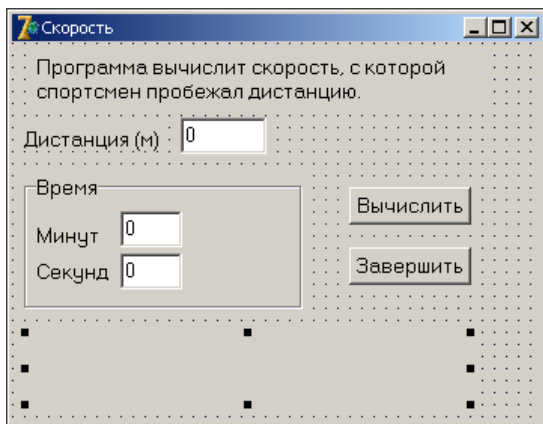 Скорость
Программа вычислит скорость, с которой
спортсмен пробежал дистанцию.
Дистанция (м) 0
Время
Минут 0
Секунд 0
Вычислить
Завершить